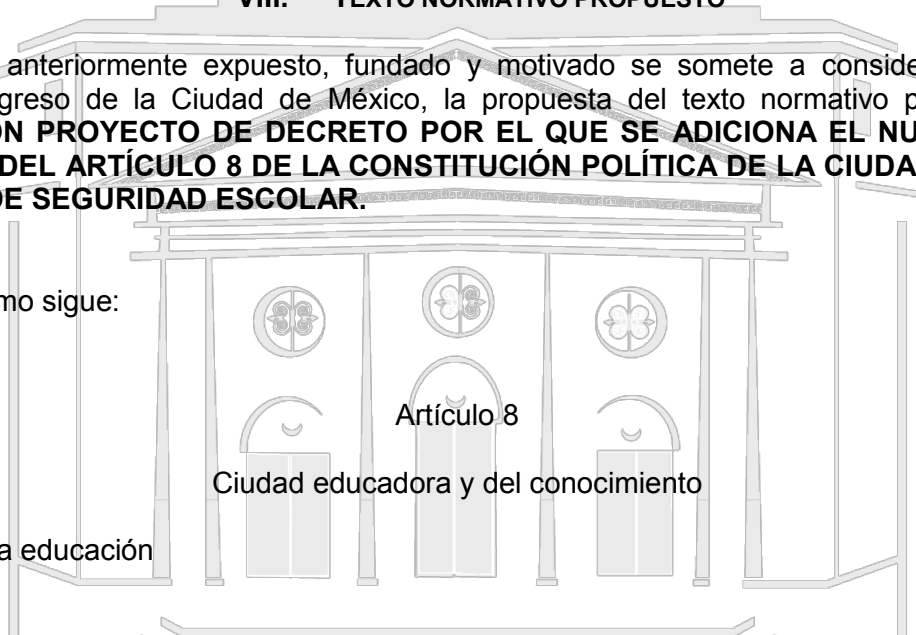 VIII. TEXTO NORMATIVO PROPUESTO
anteriormente expuesto, fundado y motivado se somete a conside
greso de la Ciudad de México, la propuesta del texto normativo p
ON PROYECTO DE DECRETO POR EL QUE SE ADICIONA EL NU
DEL ARTÍCULO 8 DE LA CONSTITUCIÓN POLÍTICA DE LA CIUDA
DE SEGURIDAD ESCOLAR.
mo sigue:
Artículo 8
Ciudad educadora y del conocimiento
a educación